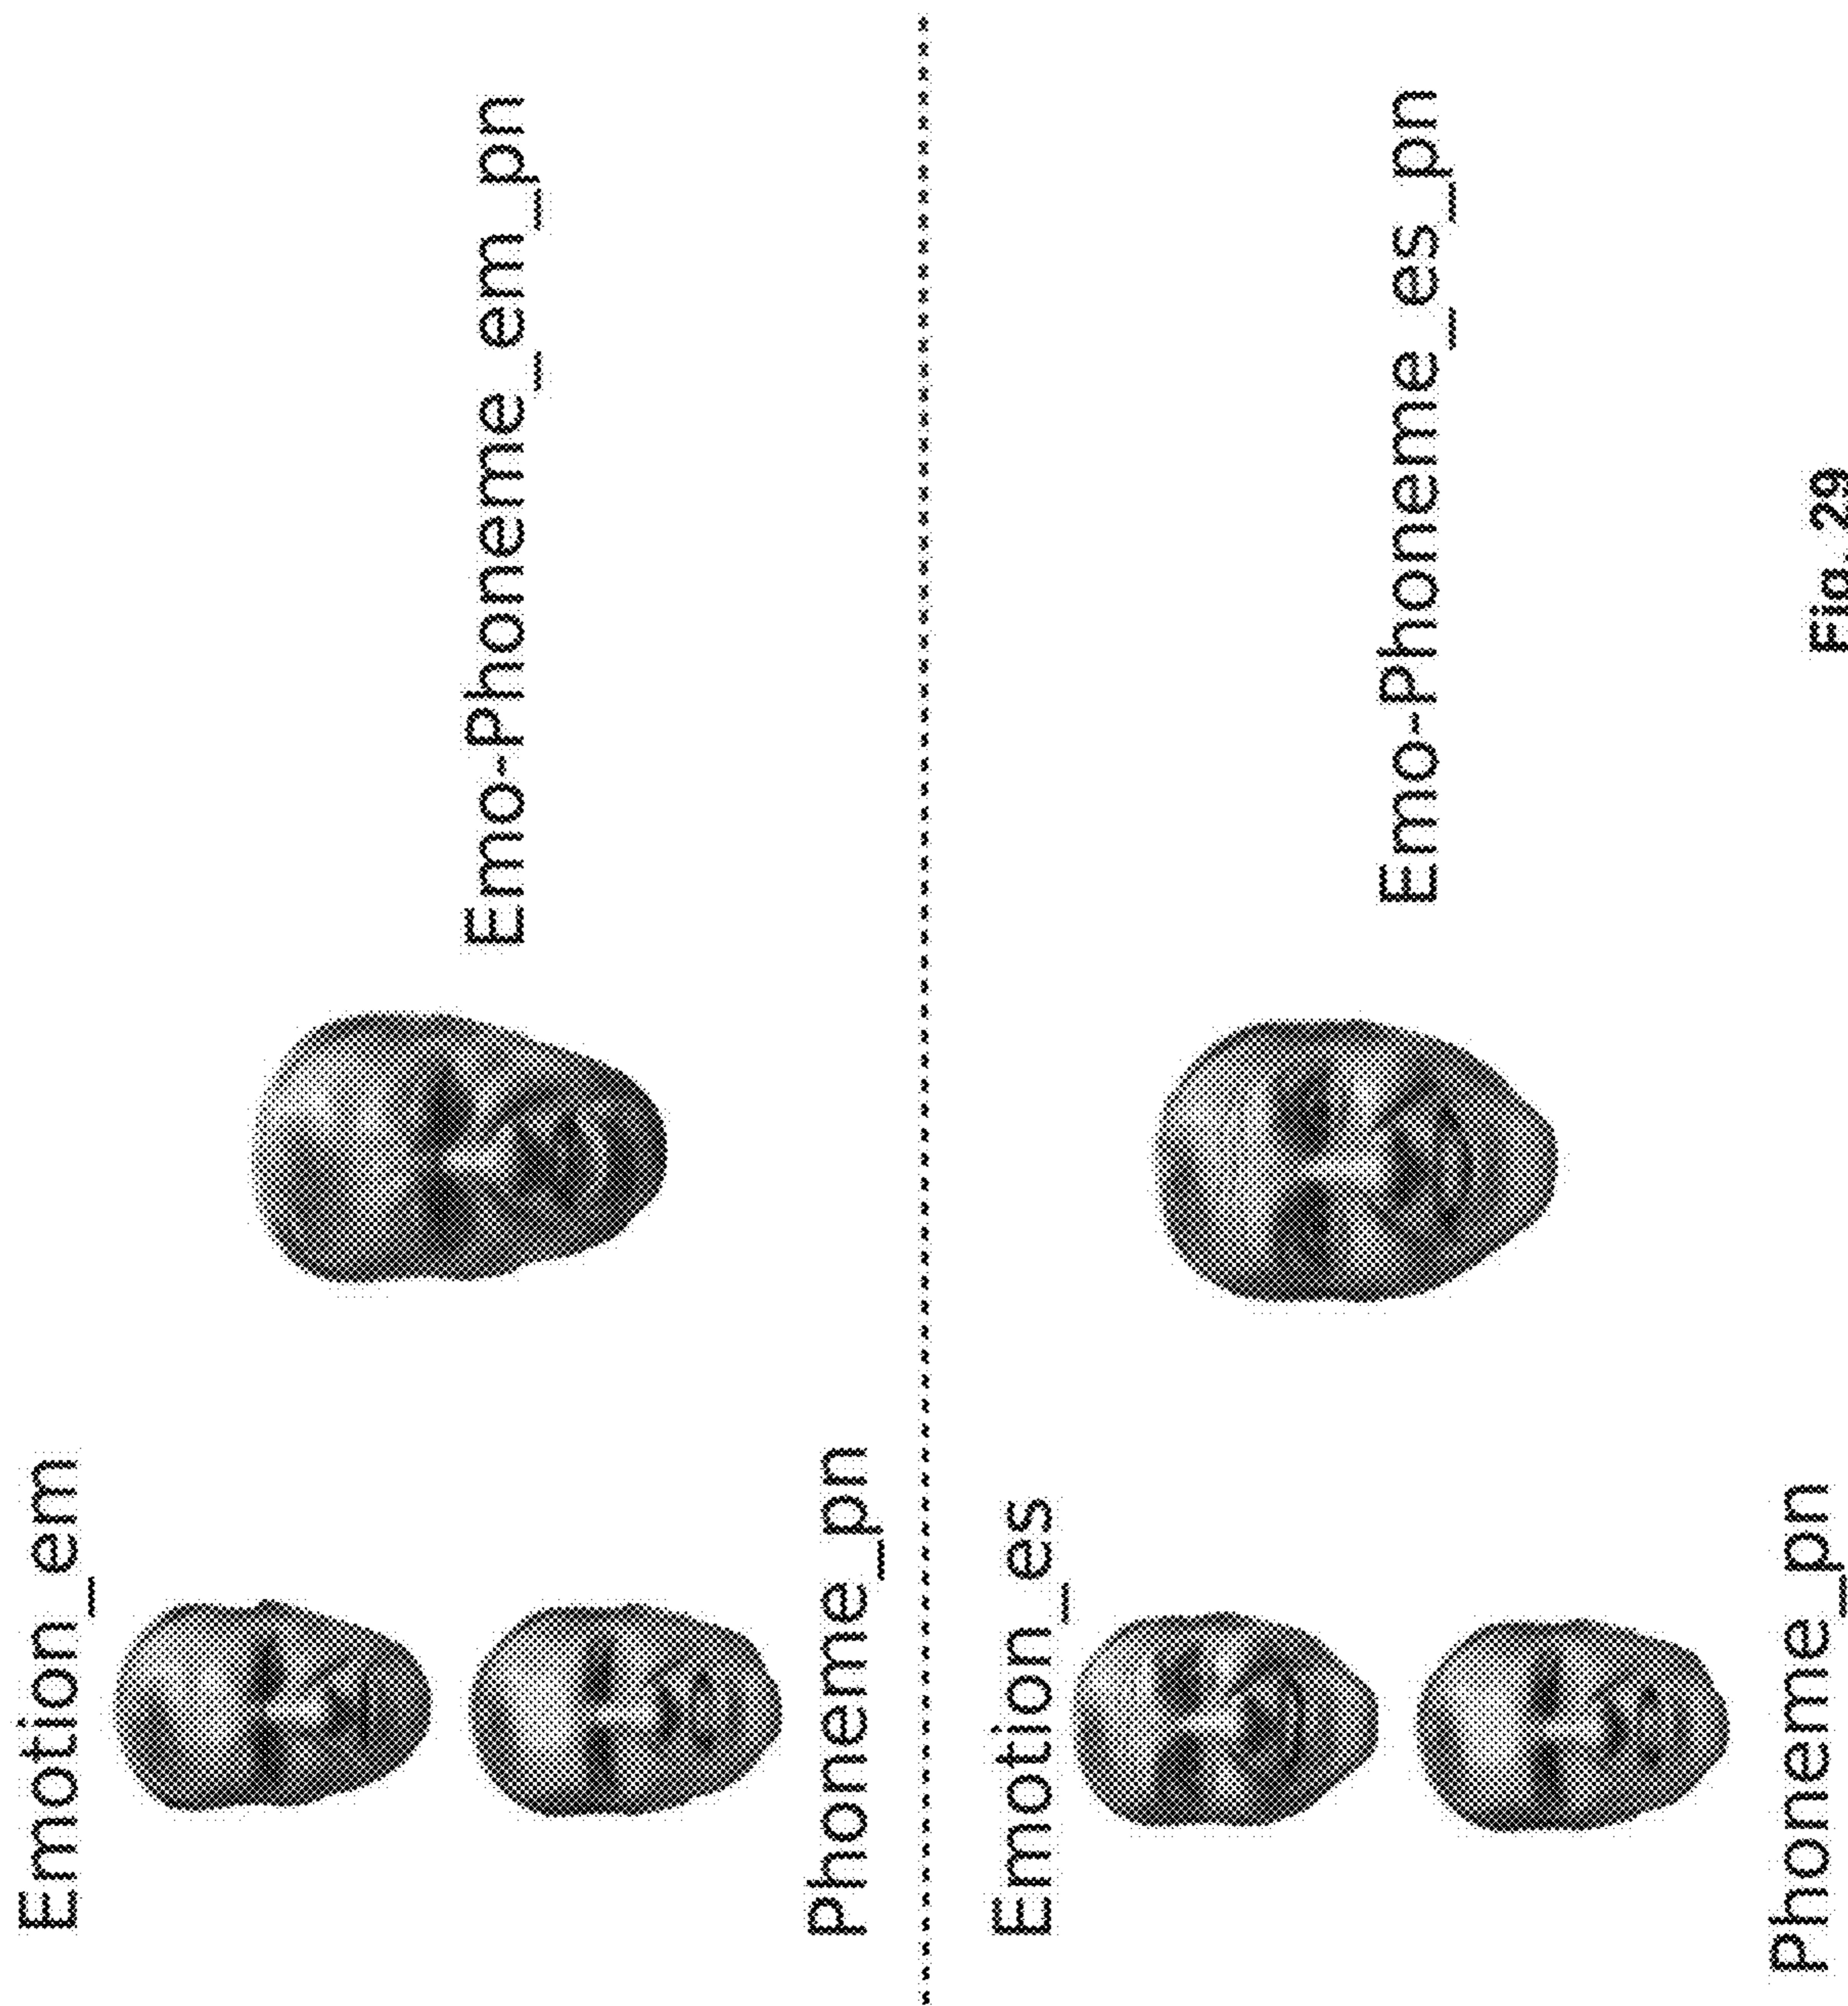 Emotion_em
Phoneme_pn
Emo-Phoneme_em_pn
Emotion_es
Phoneme_pn
Emo-Phoneme_es_pn
Fig. 29